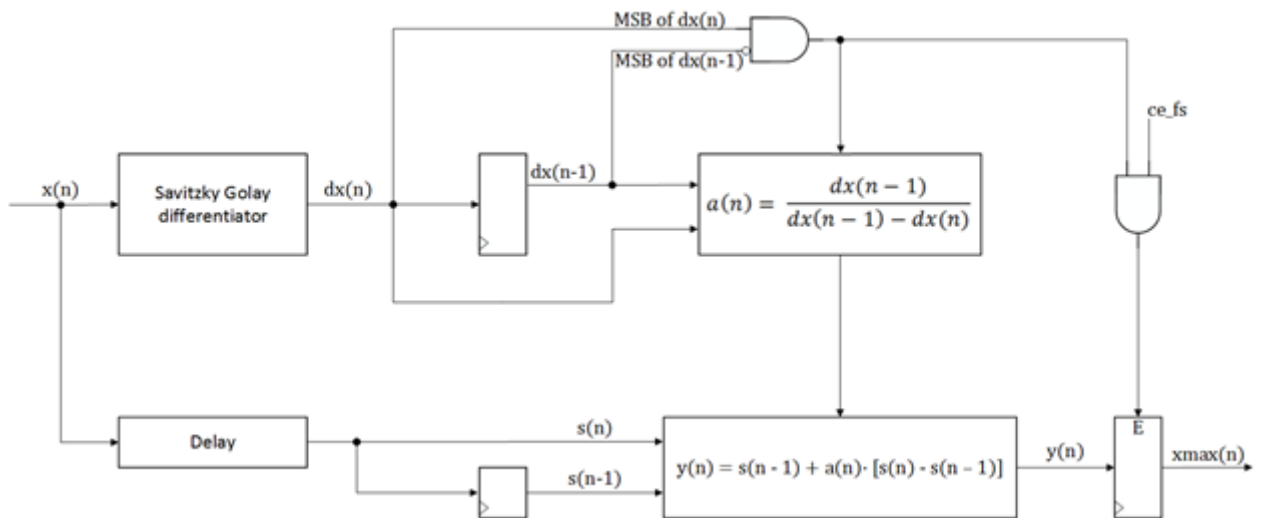 MSB of dx(n)
MSB of dx(n-1)
ce_fs
x(n)
Savitzky Golay
differentiator
dx(n)
dx(n-1)
a(n) = dx(n − 1) / dx(n − 1) − dx(n)
Delay
s(n)
s(n-1)
y(n) = s(n - 1) + a(n)· [s(n) - s(n – 1)]
y(n)
E
xmax(n)